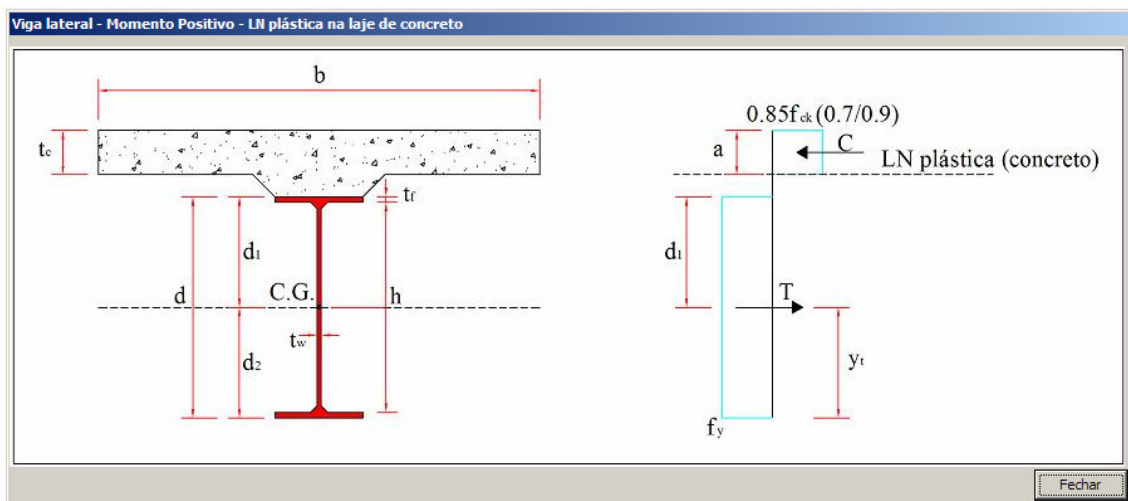 Viga lateral - Momento Positivo - LN plástica na laje de concreto
b
tc
tf
d1
d
C.G.
h
tw
d2
0.85fck(0.7/0.9)
a
C
LN plástica (concreto)
d1
T
yt
fy
Fechar